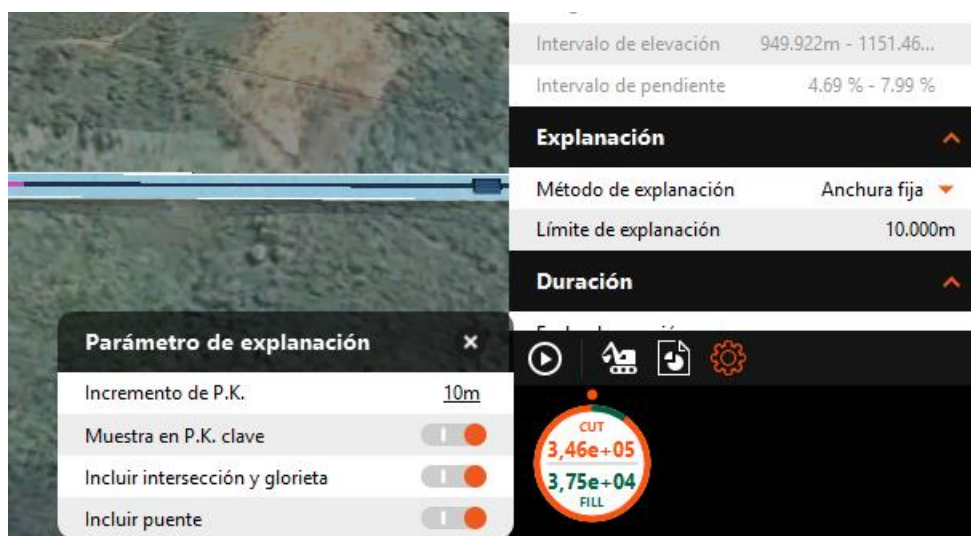 Intervalo de elevación 949.922m - 1151.46...
Intervalo de pendiente 4.69 % - 7.99 %
Explanación
Método de explanación Anchura fija
Límite de explanación 10.000m
Duración
Parámetro de explanación ×
Incremento de P.K. 10m
Muestra en P.K. clave
Incluir intersección y glorieta
Incluir puente
CUT
3,46e+05
3,75e+04
FILL